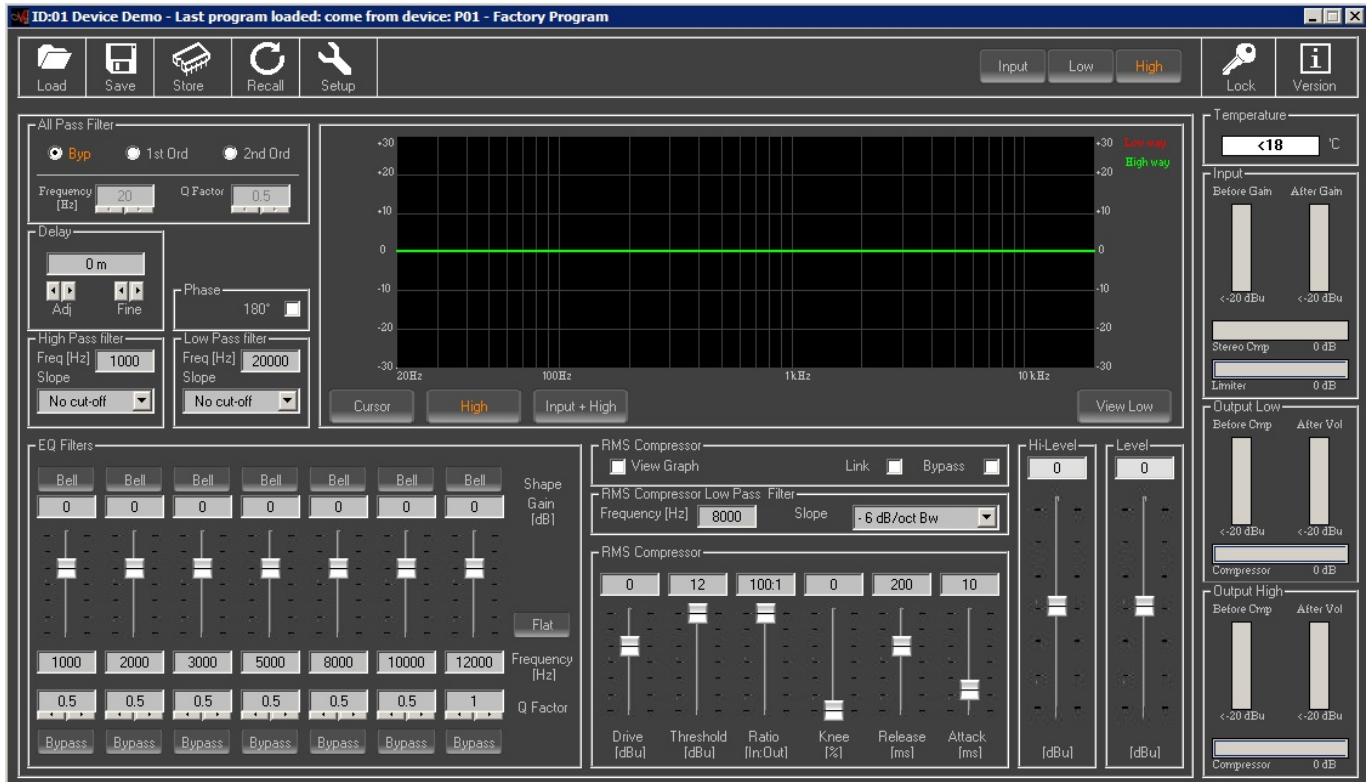 ID:01 Device Demo - Last program loaded: come from device: P01 - Factory Program
Load Save Store Recall Setup
Input Low High
Lock Version
All Pass Filter
Byp 1st Ord 2nd Ord
Frequency [Hz] 20 Q Factor 0.5
Delay
0 m
Adj Fine
Phase
180°
High Pass filter
Freq [Hz] 1000
Slope
No cut-off
Low Pass filter
Freq [Hz] 20000
Slope
No cut-off
+30 +30
+20 +20
+10 +10
0 0
-10 -10
-20 -20
-30 -30
20Hz 100Hz 1kHz 10kHz
Low way
High way
Cursor High Input + High View Low
Temperature
<18 °C
Input
Before Gain After Gain
<-20 dBu <-20 dBu
Stereo Cmp 0 dB
Limiter 0 dB
Output Low
Before Cmp After Vol
<-20 dBu <-20 dBu
Compressor 0 dB
Output High
Before Cmp After Vol
<-20 dBu <-20 dBu
Compressor 0 dB
EQ Filters
Bell Bell Bell Bell Bell Bell Bell Shape
0 0 0 0 0 0 0 Gain [dB]
Flat
1000 2000 3000 5000 8000 10000 12000 Frequency [Hz]
0.5 0.5 0.5 0.5 0.5 0.5 1 Q Factor
Bypass Bypass Bypass Bypass Bypass Bypass Bypass
RMS Compressor
View Graph Link Bypass
RMS Compressor Low Pass Filter
Frequency [Hz] 8000 Slope - 6 dB/oct Bw
RMS Compressor
0 12 100:1 0 200 10
Drive Threshold Ratio Knee Release Attack
[dBu] [dBu] [In:Out] [%] [ms] [ms]
Hi-Level
0
[dBu]
Level
0
[dBu]